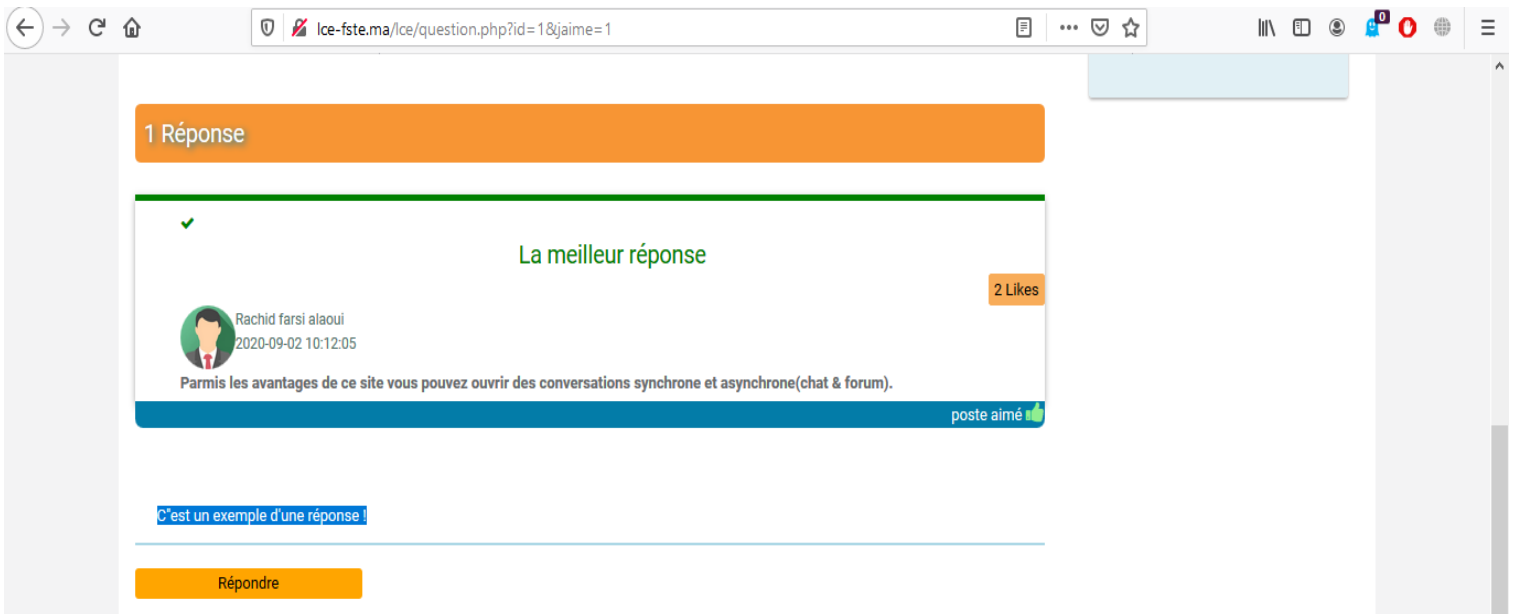 lce-fste.ma/lce/question.php?id=1&jaime=1
0
1 Réponse
La meilleur réponse
2 Likes
Rachid farsi alaoui
2020-09-02 10:12:05
Parmis les avantages de ce site vous pouvez ouvrir des conversations synchrone et asynchrone(chat & forum).
poste aimé
C"est un exemple d'une réponse !
Répondre